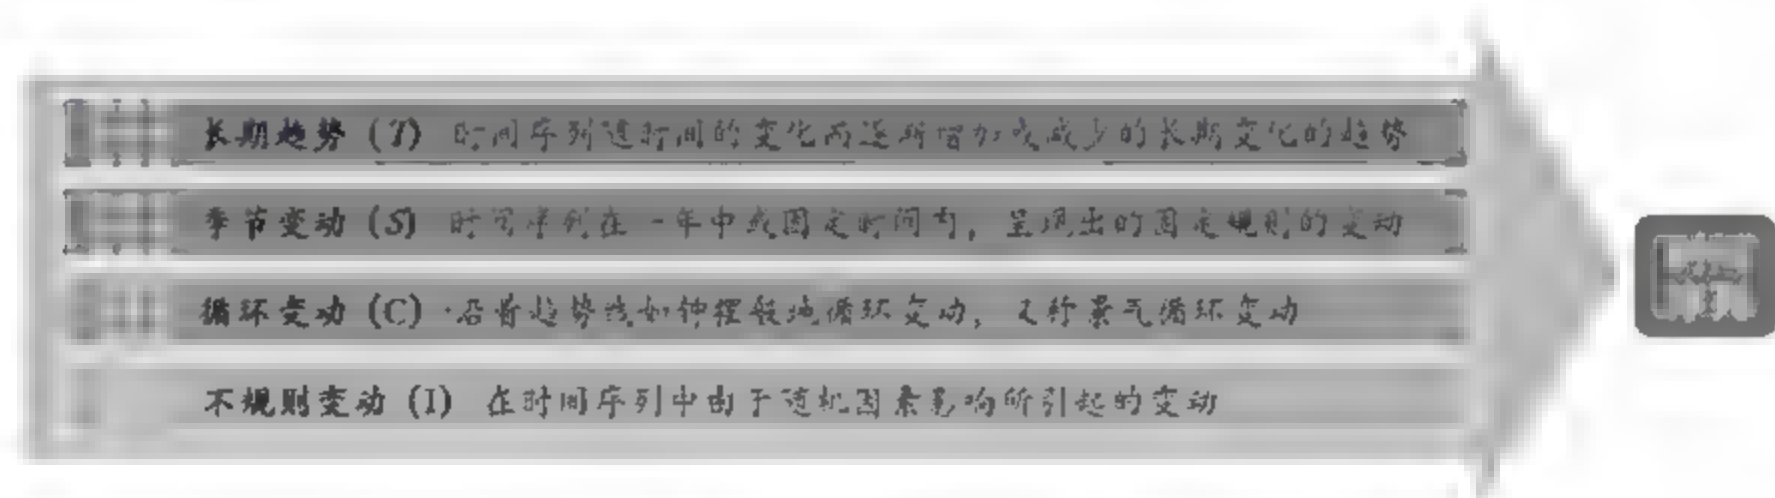 长期趋势 (T) 时间序列随时间的变化而逐渐增加或减少的长期变化的趋势
季节变动 (S) 时间序列在一年中或固定时间内，呈现出的固定规则的变动
循环变动 (C) 沿着趋势线如钟摆般地循环变动，又称景气循环变动
不规则变动 (I) 在时间序列中由于随机因素影响所引起的变动